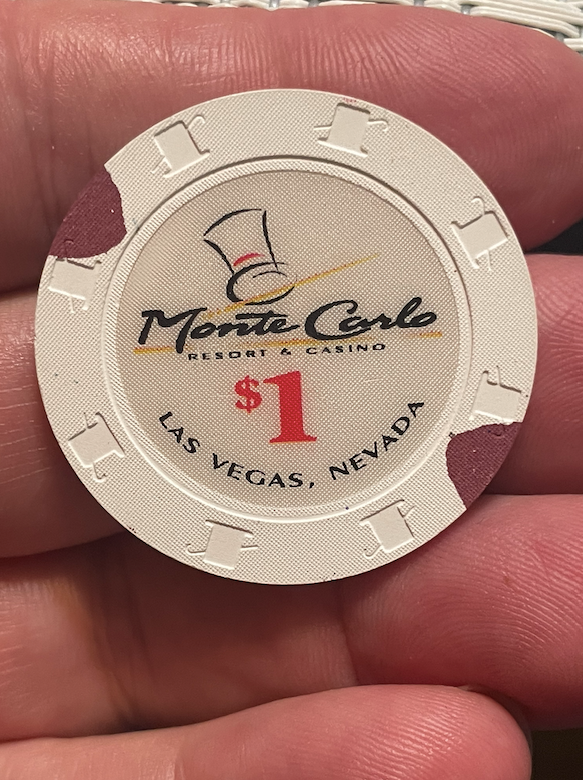 Monte Carlo
RESORT & CASINO
$1
LAS VEGAS, NEVADA